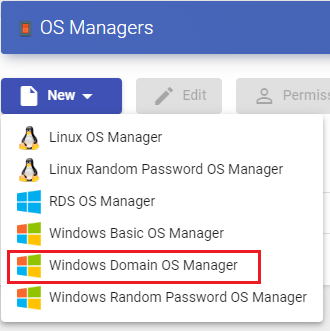 OS Managers
New
Edit
Permis
Linux OS Manager
Linux Random Password OS Manager
RDS OS Manager
Windows Basic OS Manager
Windows Domain OS Manager
Windows Random Password OS Manager